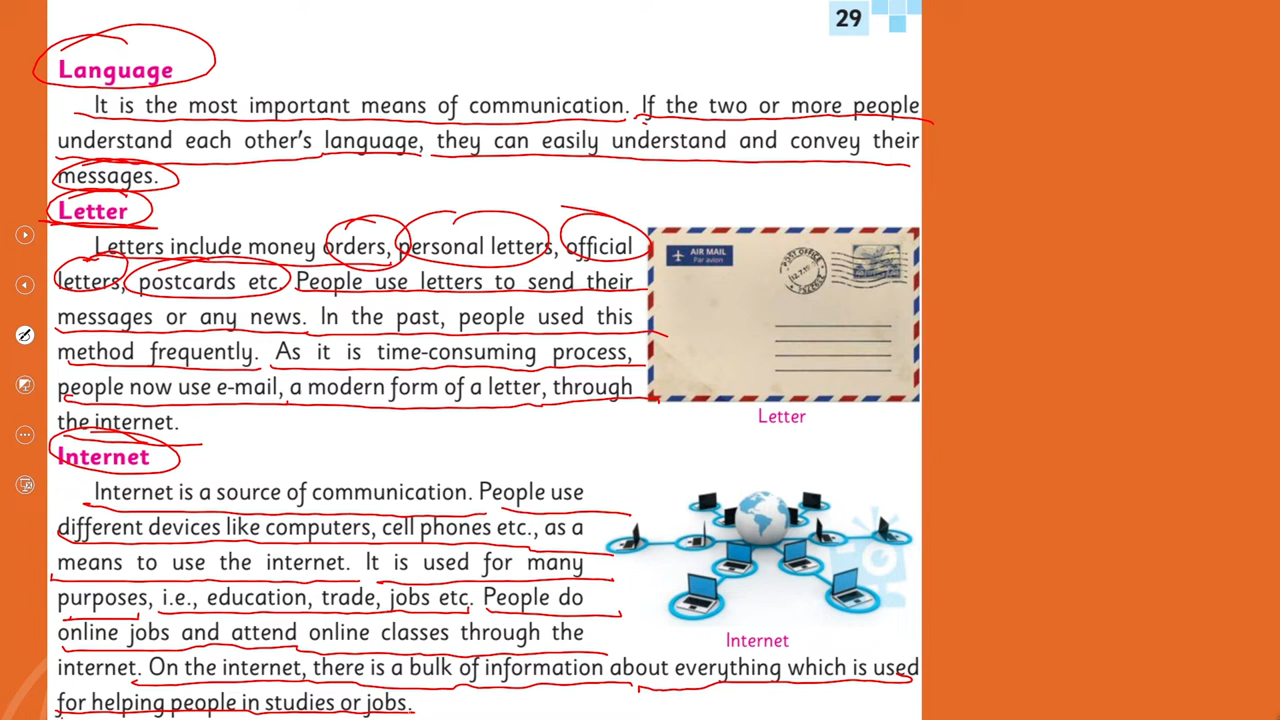 29
Language
It is the most important means of communication. If the two or more people
understand each other's language, they can easily understand and convey their
messages.
Letter
Letters include money orders, personal letters, official
letters, postcards etc. People use letters to send their
messages or any news. In the past, people used this
method frequently. As it is time-consuming process,
people now use e-mail, a modern form of a letter, through
the internet.
AIR MAIL
Par avion
POST OFFICE
Letter
Internet
Internet is a source of communication. People use
different devices like computers, cell phones etc., as a
means to use the internet. It is used for many
purposes, i.e., education, trade, jobs etc. People do
online jobs and attend online classes through the
internet. On the internet, there is a bulk of information about everything which is used
for helping people in studies or jobs.
Internet